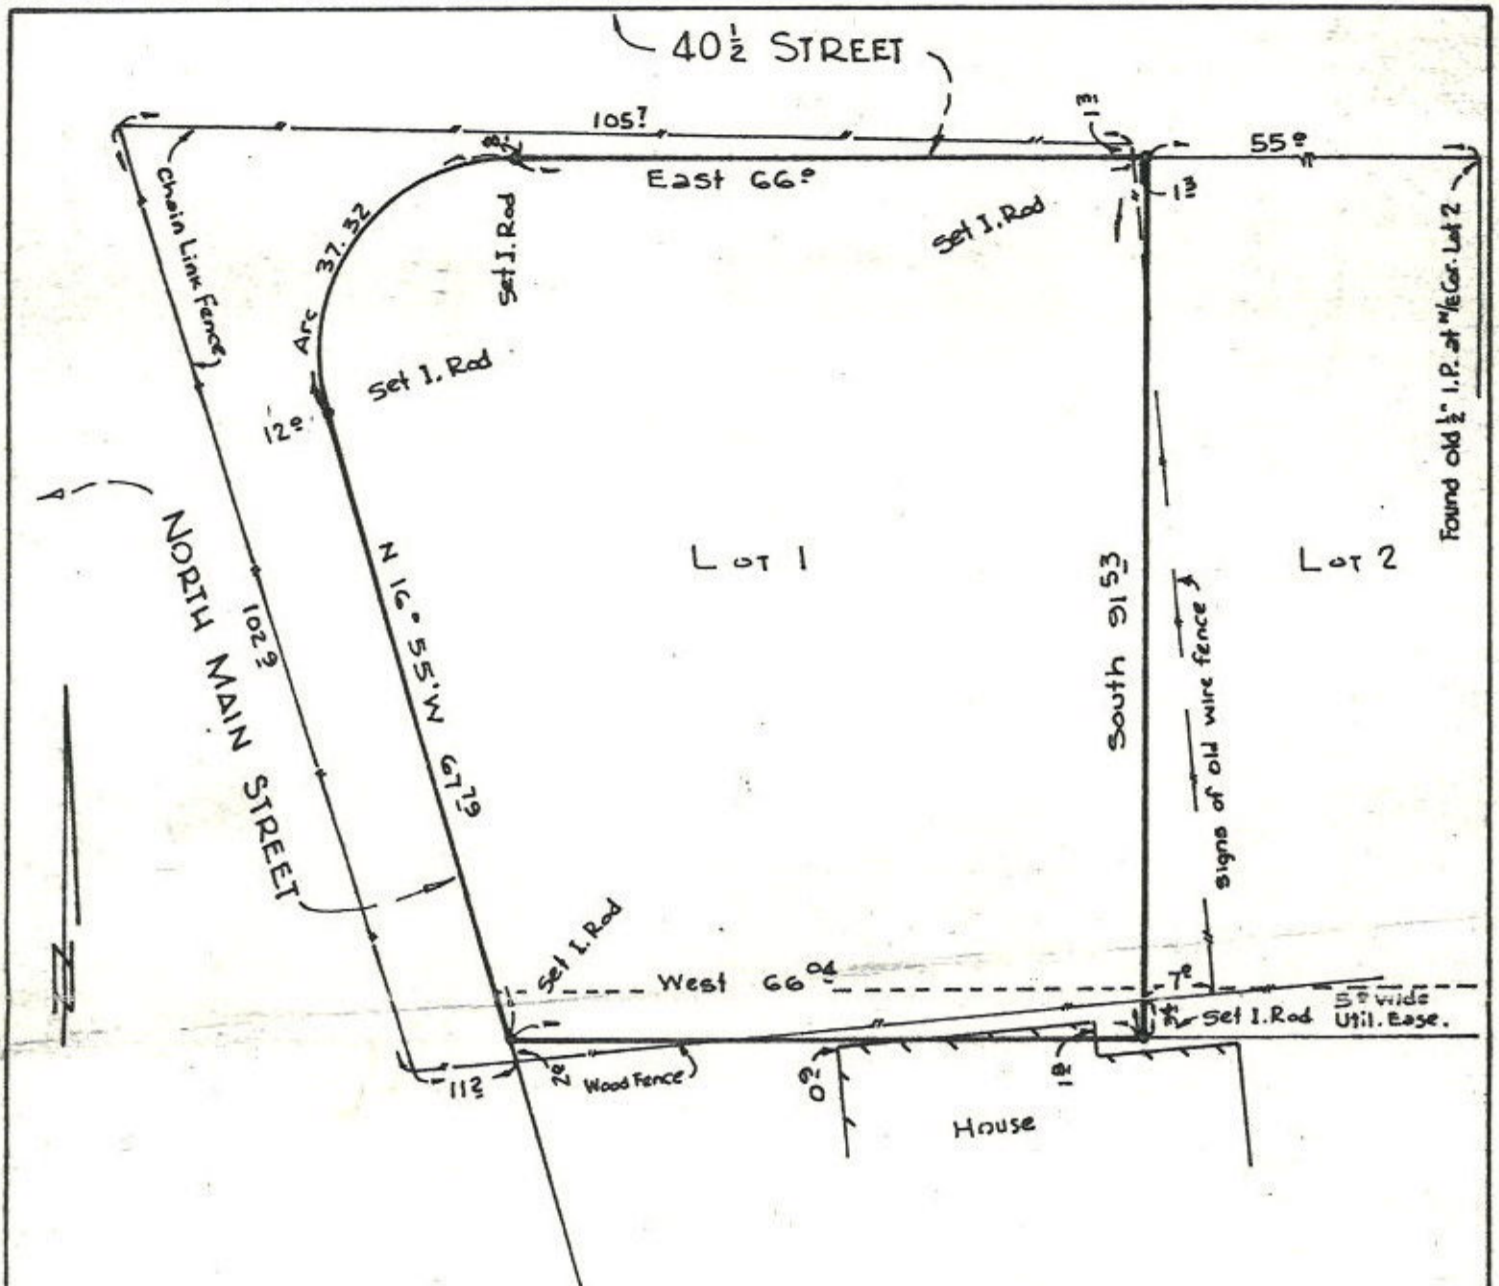 40 ½ STREET
105.7
13
55.0
East 66.0
Chain Link Fence
Arc 37.32
Set I. Rod
Set I. Rod
Set I. Rod
12.0
Found old ½" I.P. at N/E Cor. Lot 2
NORTH MAIN STREET
102.9
N 16° 55' W 67.79
LOT 1
South 91.53
signs of old wire fence
LOT 2
N
Set I. Rod
West 66.04
7.0
Set I. Rod
5.0 wide
Util. Ease.
11.2
2.0
Wood Fence
0.9
1.8
House